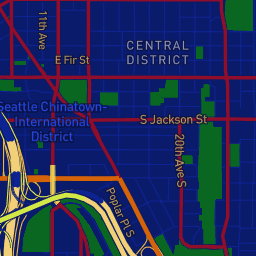 11th Ave
CENTRAL
DISTRICT
E Fir St
Seattle Chinatown-
International
District
S Jackson St
20th Ave S
Poplar Pl S